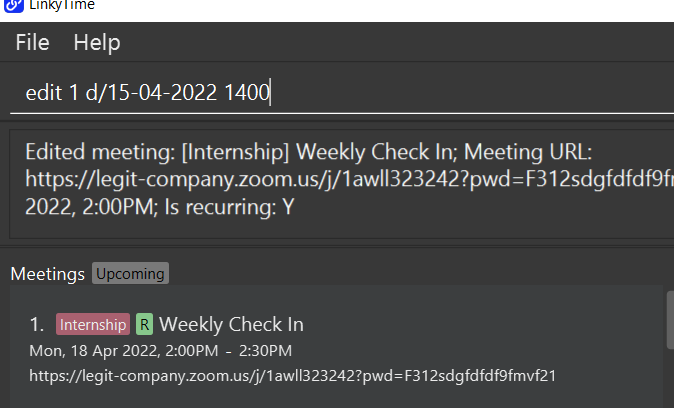 LinkyTime
File Help
edit 1 d/15-04-2022 1400
Edited meeting: [Internship] Weekly Check In; Meeting URL:
https://legit-company.zoom.us/j/1awll323242?pwd=F312sdgfdfdf9f
2022, 2:00PM; Is recurring: Y
Meetings Upcoming
1. Internship R Weekly Check In
Mon, 18 Apr 2022, 2:00PM - 2:30PM
https://legit-company.zoom.us/j/1awll323242?pwd=F312sdgfdfdf9fmvf21